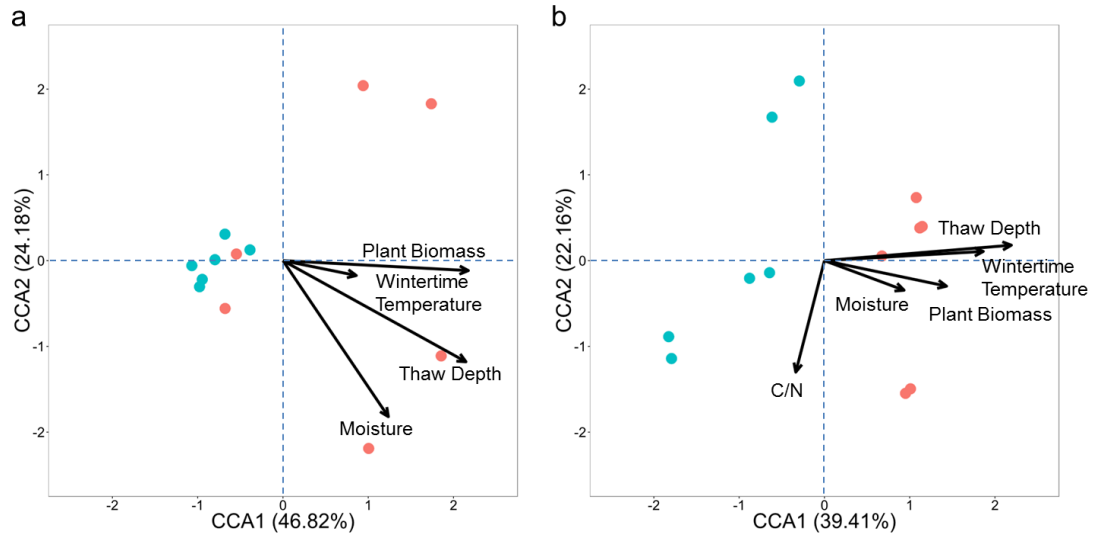 a
CCA2 (24.18%)
2
1
0
-1
-2
Plant Biomass
Wintertime
Temperature
Thaw Depth
Moisture
-2
-1
0
1
2
CCA1 (46.82%)
b
CCA2 (22.16%)
2
1
0
-1
-2
Thaw Depth
Wintertime
Temperature
Moisture
Plant Biomass
C/N
-2
-1
0
1
2
CCA1 (39.41%)